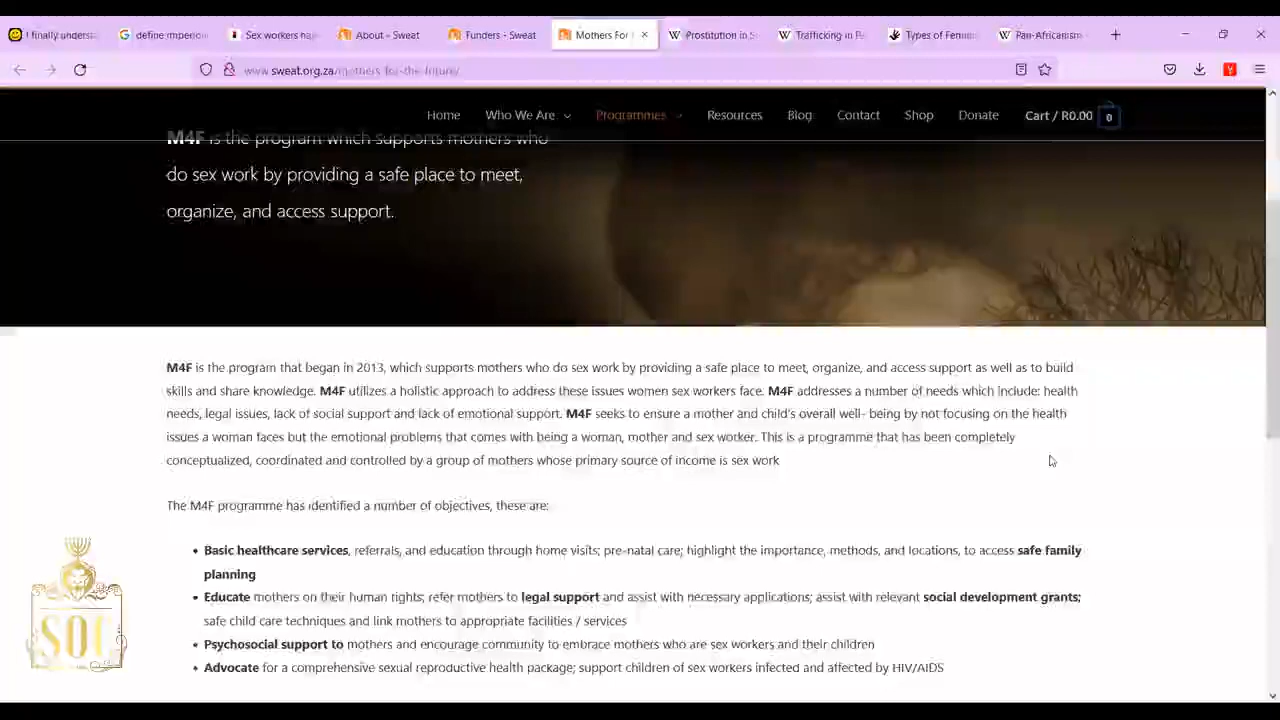 I finally understa
define imperion
Sex workers ha
About – Sweat
Funders – Sweat
Mothers For
Prostitution in S
Trafficking in Pa
Types of Femin
Pan-Africanism
www.sweat.org.za/mothers-for-the-future/
Home Who We Are Programmes Resources Blog Contact Shop Donate Cart / R0.00 0
M4F is the program which supports mothers who
do sex work by providing a safe place to meet,
organize, and access support.
M4F is the program that began in 2013, which supports mothers who do sex work by providing a safe place to meet, organize, and access support as well as to build
skills and share knowledge. M4F utilizes a holistic approach to address these issues women sex workers face. M4F addresses a number of needs which include: health
needs, legal issues, lack of social support and lack of emotional support. M4F seeks to ensure a mother and child's overall well- being by not focusing on the health
issues a woman faces but the emotional problems that comes with being a woman, mother and sex worker. This is a programme that has been completely
conceptualized, coordinated and controlled by a group of mothers whose primary source of income is sex work
The M4F programme has identified a number of objectives, these are:
• Basic healthcare services, referrals, and education through home visits; pre-natal care; highlight the importance, methods, and locations, to access safe family
planning
• Educate mothers on their human rights; refer mothers to legal support and assist with necessary applications; assist with relevant social development grants;
safe child care techniques and link mothers to appropriate facilities / services
• Psychosocial support to mothers and encourage community to embrace mothers who are sex workers and their children
• Advocate for a comprehensive sexual reproductive health package; support children of sex workers infected and affected by HIV/AIDS
SOF